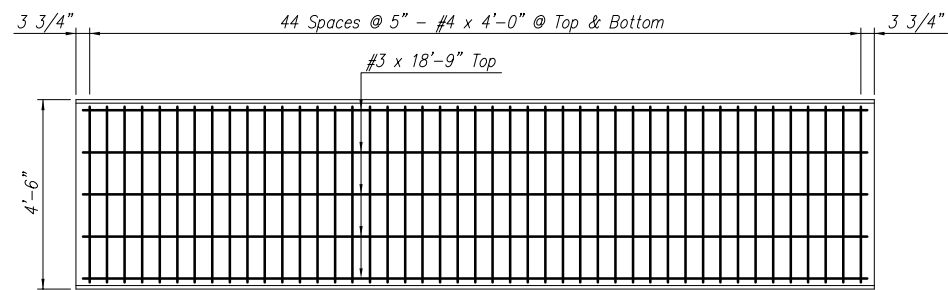 3 3/4" 44 Spaces @ 5" - #4 x 4'-0" @ Top & Bottom 3 3/4"
#3 x 18'-9" Top
4'-6"